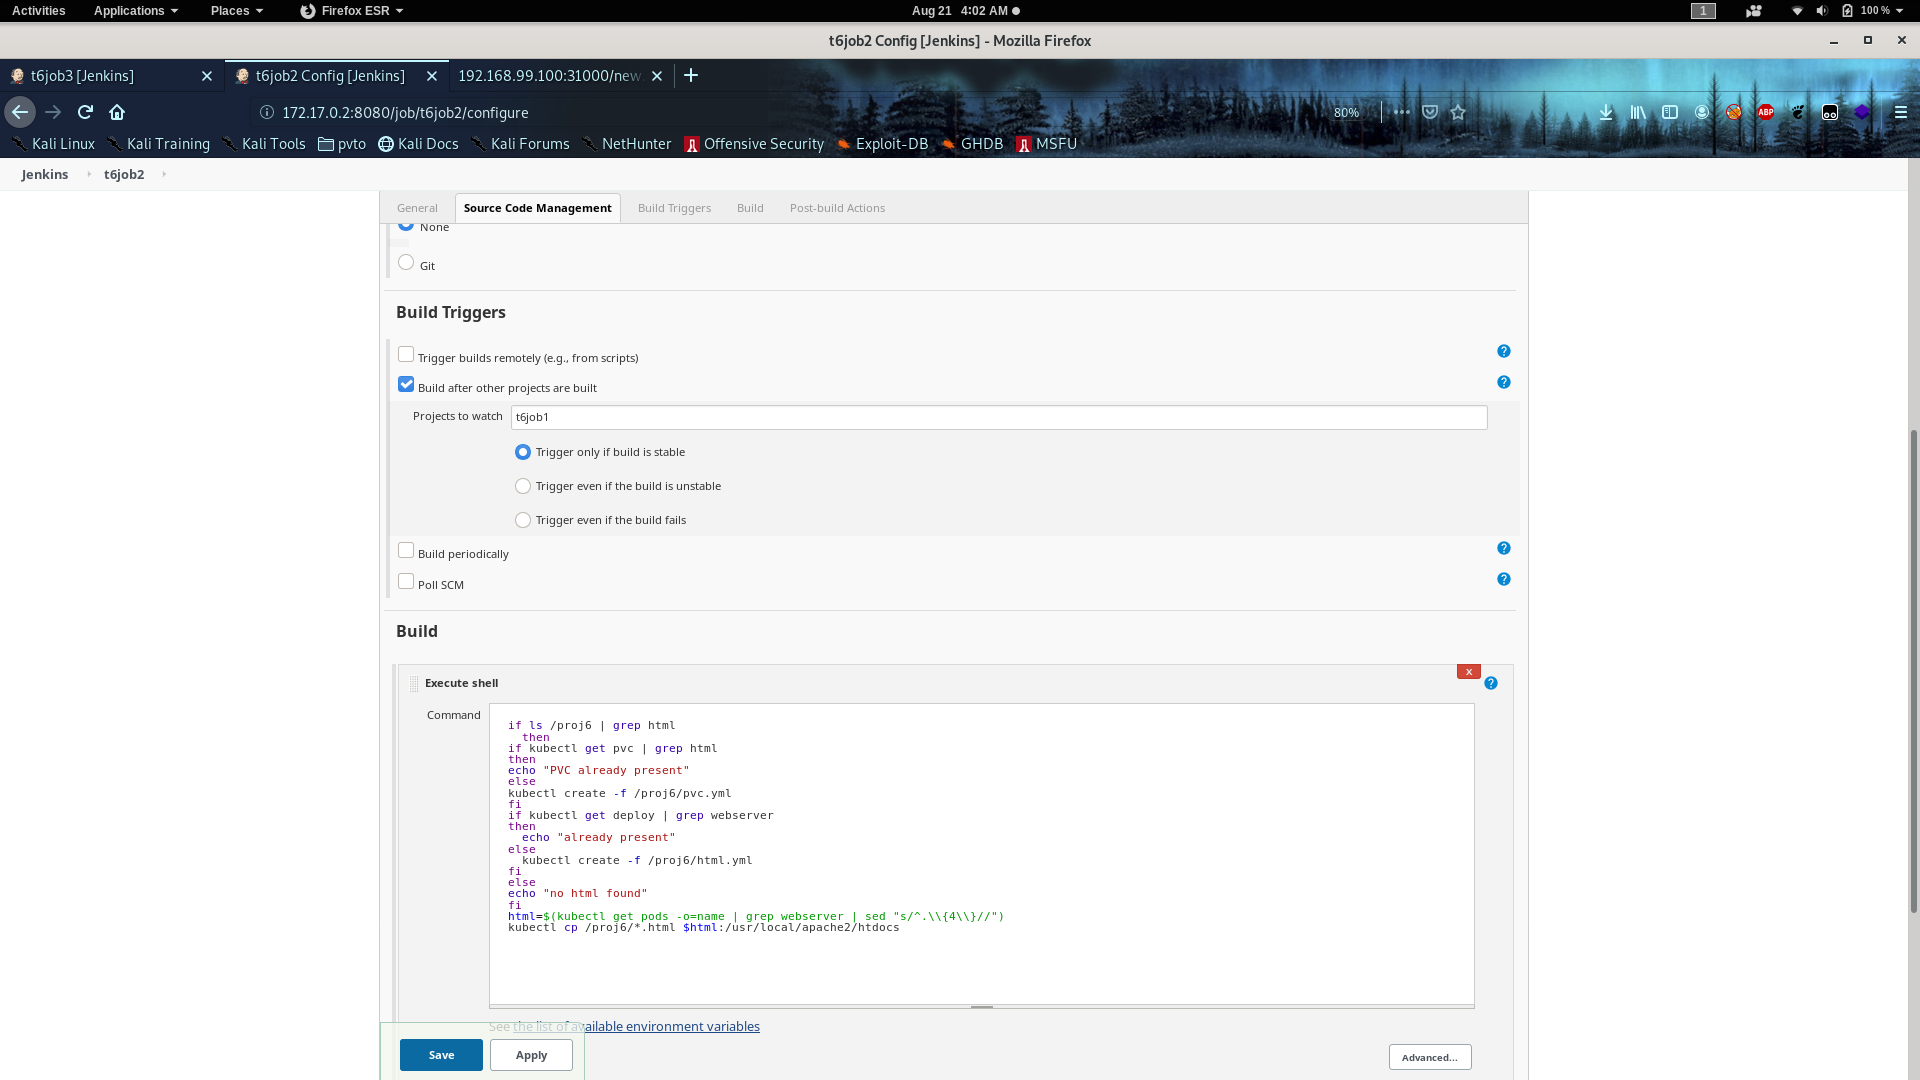 Activities Applications Places Firefox ESR Aug 21 4:02 AM 1 100 %
t6job2 Config [Jenkins] - Mozilla Firefox
t6job3 [Jenkins] t6job2 Config [Jenkins] 192.168.99.100:31000/new
172.17.0.2:8080/job/t6job2/configure 80% ABP
Kali Linux Kali Training Kali Tools pvto Kali Docs Kali Forums NetHunter Offensive Security Exploit-DB GHDB MSFU
Jenkins t6job2
General Source Code Management Build Triggers Build Post-build Actions
None
Git
Build Triggers
Trigger builds remotely (e.g., from scripts)
Build after other projects are built
Projects to watch t6job1
Trigger only if build is stable
Trigger even if the build is unstable
Trigger even if the build fails
Build periodically
Poll SCM
Build
X
Execute shell
Command
if ls /proj6 | grep html
then
if kubectl get pvc | grep html
then
echo "PVC already present"
else
kubectl create -f /proj6/pvc.yml
fi
if kubectl get deploy | grep webserver
then
echo "already present"
else
kubectl create -f /proj6/html.yml
fi
else
echo "no html found"
fi
html=$(kubectl get pods -o=name | grep webserver | sed "s/^.\\{4\\}//")
kubectl cp /proj6/*.html $html:/usr/local/apache2/htdocs
See the list of available environment variables
Save Apply Advanced...